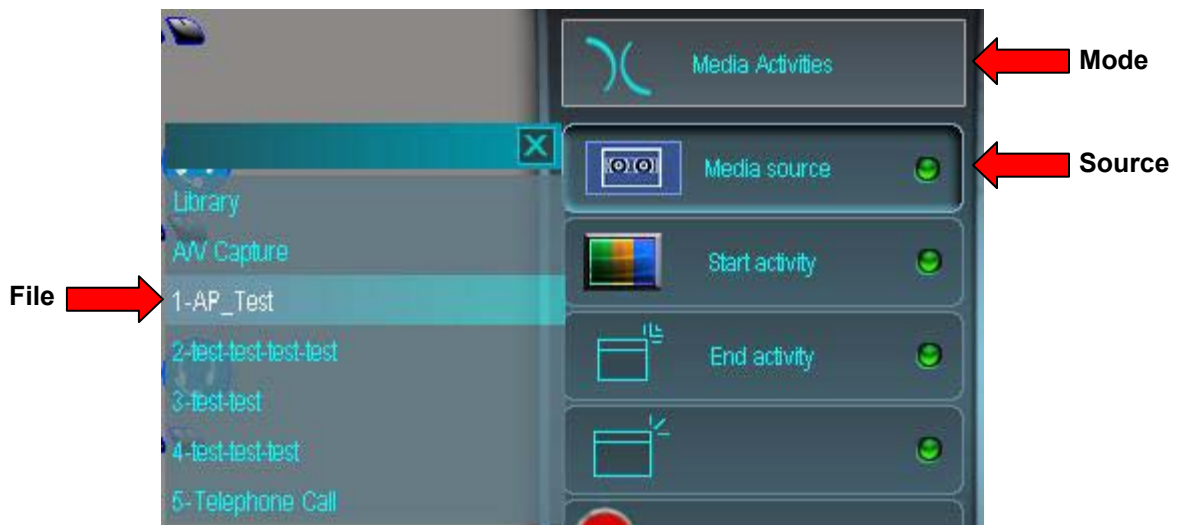 Media Activities
Mode
Media source
Source
Library
A/V Capture
Start activity
File
1-AP_Test
2-test-test-test-test
End activity
3-test-test
4-test-test-test
5-Telephone Call